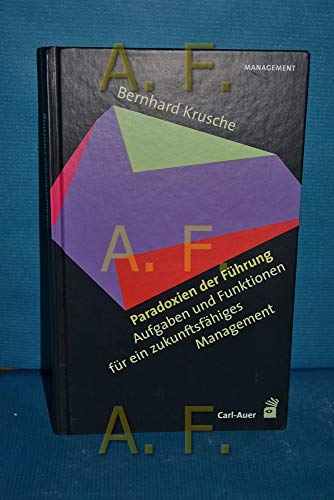 A. F.
MANAGEMENT
Bernhard Krusche
A. F.
Paradoxien der Führung
Aufgaben und Funktionen
für ein zukunftsfähiges
Management
Carl-Auer
A. F.